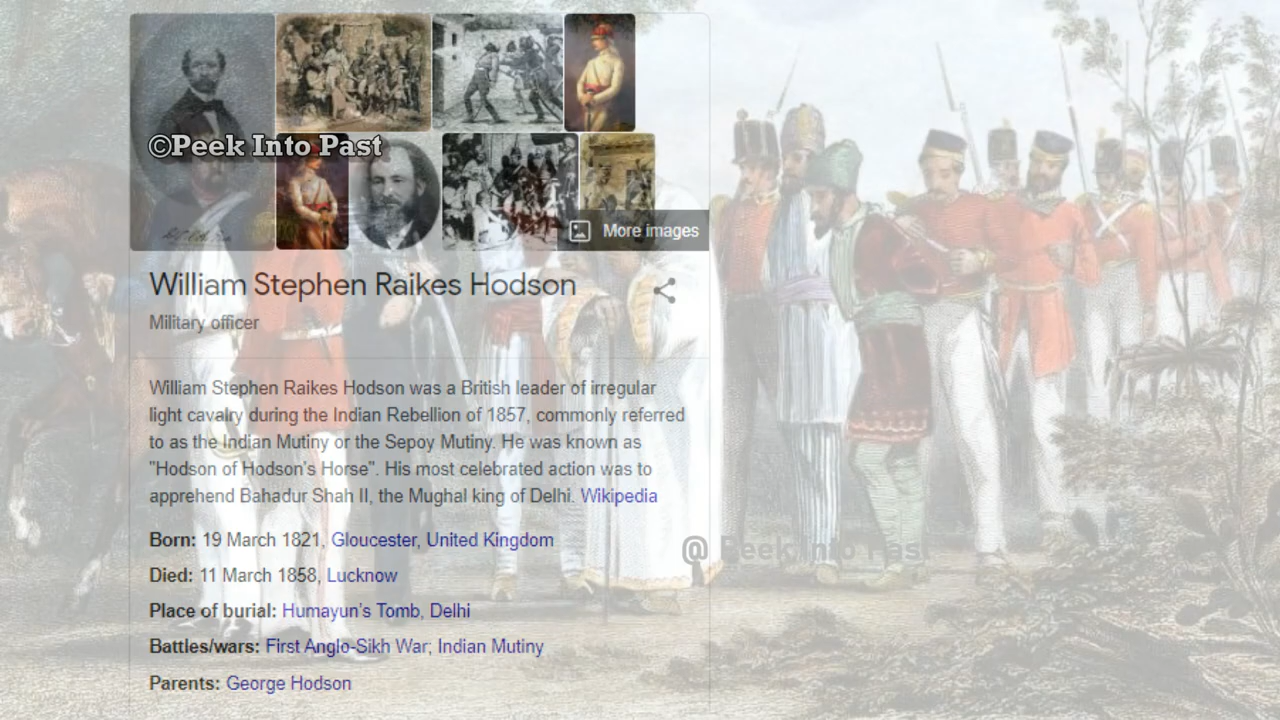 ©Peek Into Past
More images
William Stephen Raikes Hodson
Military officer
William Stephen Raikes Hodson was a British leader of irregular
light cavalry during the Indian Rebellion of 1857, commonly referred
to as the Indian Mutiny or the Sepoy Mutiny. He was known as
"Hodson of Hodson's Horse". His most celebrated action was to
apprehend Bahadur Shah II, the Mughal king of Delhi. Wikipedia
Born: 19 March 1821, Gloucester, United Kingdom
@ Peek Into Past
Died: 11 March 1858, Lucknow
Place of burial: Humayun's Tomb, Delhi
Battles/wars: First Anglo-Sikh War; Indian Mutiny
Parents: George Hodson